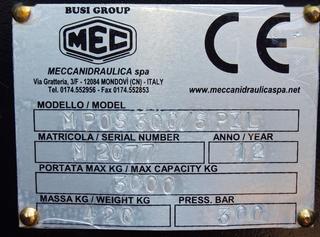 BUSI GROUP
MEC
CE
MECCANIDRAULICA spa
Via Gratteria, 3/F - 12084 MONDOVÌ (CN) - ITALY
Tel. 0174.552956 - Fax 0174.552853
www.meccanidraulicaspa.net
MODELLO / MODEL
MATRICOLA / SERIAL NUMBER
ANNO / YEAR
M 2077
12
PORTATA MAX KG / MAX CAPACITY KG
3000
MASSA KG / WEIGHT KG
PRESS. BAR
420
300